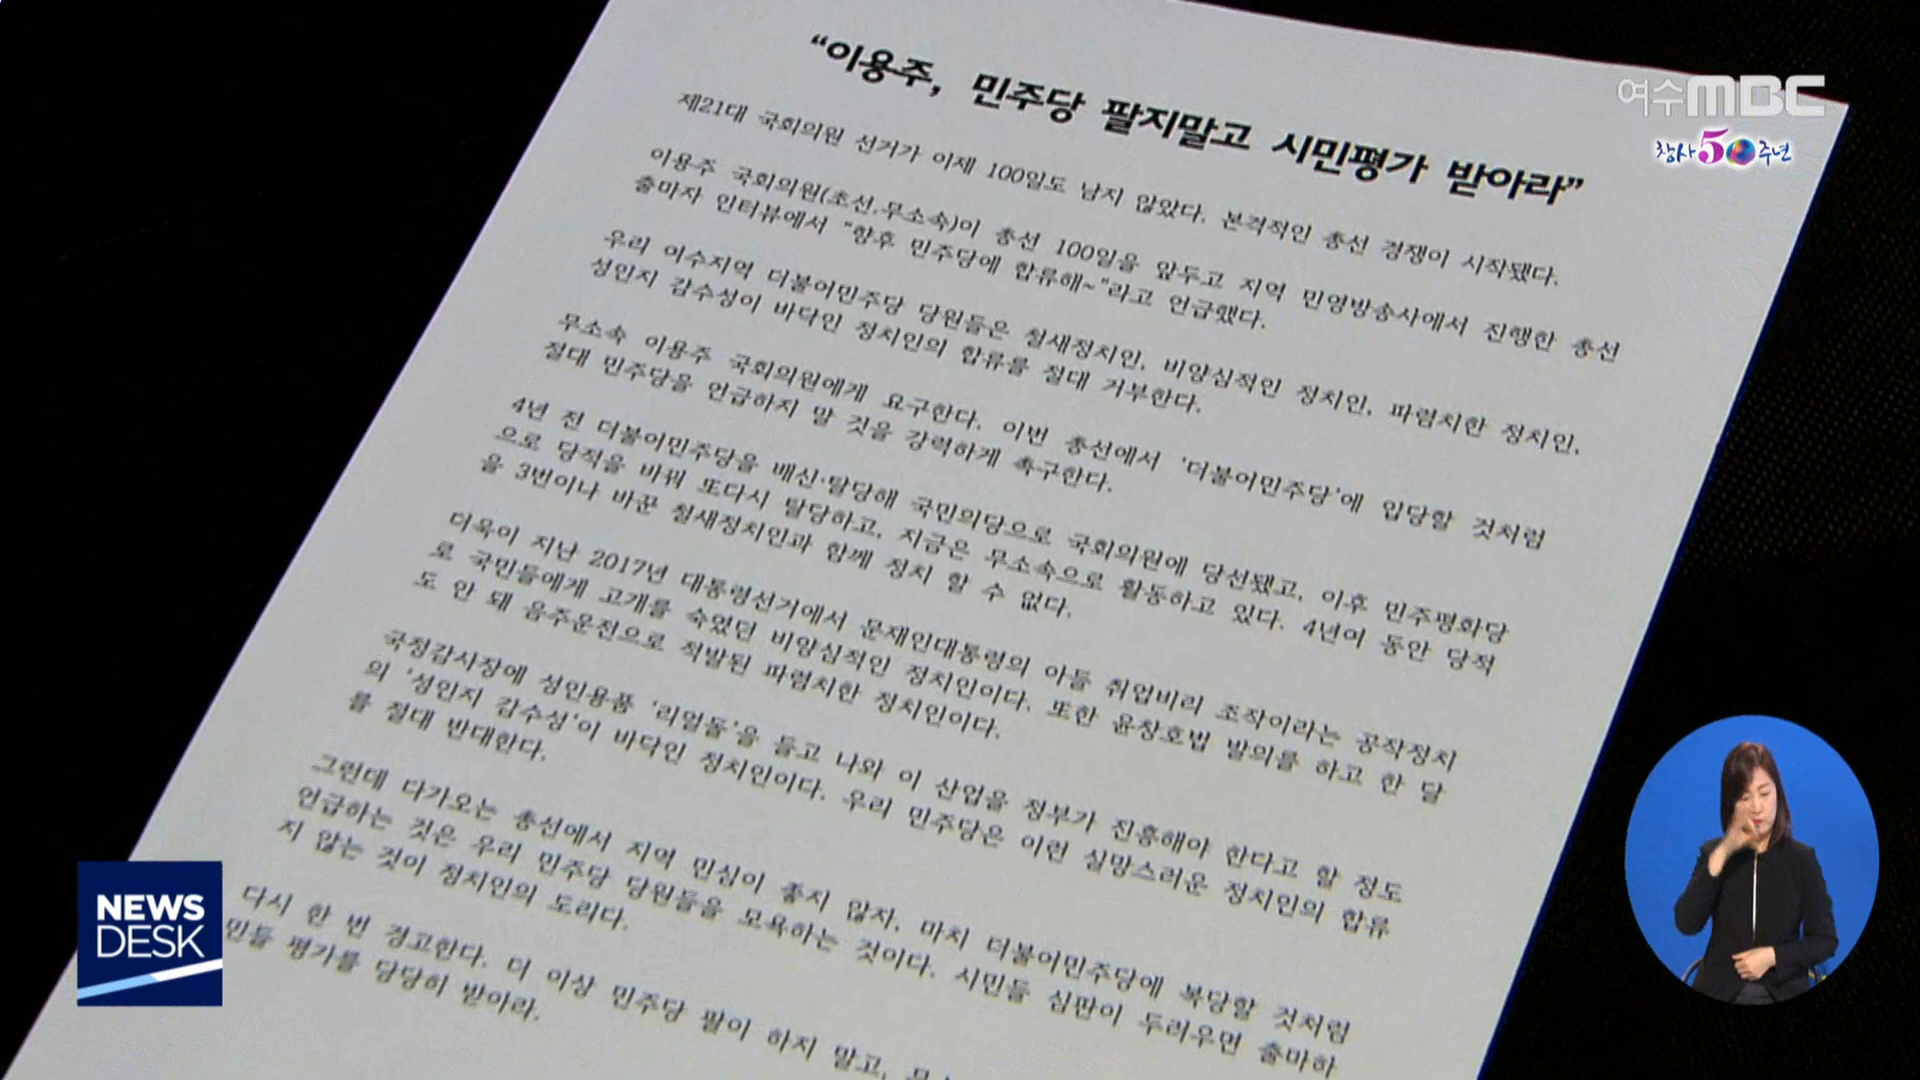 “이용주, 민주당 팔지말고 시민평가 받아라”
여수MBC
창사50주년
제21대 국회의원 선거가 이제 100일도 남지 않았다. 본격적인 총선 경쟁이 시작됐다.
이용주 국회의원(초선.무소속)이 총선 100일을 앞두고 지역 민영방송사에서 진행한 총선
출마자 인터뷰에서 “향후 민주당에 합류해~”라고 언급했다.
우리 여수지역 더불어민주당 당원들은 철새정치인, 비양심적인 정치인, 파렴치한 정치인,
성인지 감수성이 바닥인 정치인의 합류를 절대 거부한다.
무소속 이용주 국회의원에게 요구한다. 이번 총선에서 ‘더불어민주당’에 입당할 것처럼
절대 민주당을 언급하지 말 것을 강력하게 촉구한다.
4년 전 더불어민주당을 배신·탈당해 국민의당으로 국회의원에 당선됐고, 이후 민주평화당
으로 당적을 바꿔 또다시 탈당하고, 지금은 무소속으로 활동하고 있다. 4년여 동안 당적
을 3번이나 바꾼 철새정치인과 함께 정치 할 수 없다.
더욱이 지난 2017년 대통령선거에서 문재인대통령의 아들 취업비리 조작이라는 공작정치
로 국민들에게 고개를 숙였던 비양심적인 정치인이다. 또한 윤창호법 발의를 하고 한 달
도 안 돼 음주운전으로 적발된 파렴치한 정치인이다.
국정감사장에 성인용품 ‘리얼돌’을 들고 나와 이 산업을 정부가 진흥해야 한다고 할 정도
의 ‘성인지 감수성’이 바닥인 정치인이다. 우리 민주당은 이런 실망스러운 정치인의 합류
를 절대 반대한다.
그런데 다가오는 총선에서 지역 민심이 좋지 않자, 마치 더불어민주당에 복당할 것처럼
언급하는 것은 우리 민주당 당원들을 모욕하는 것이다. 시민들 심판이 두려우면 출마하
지 않는 것이 정치인의 도리다.
다시 한 번 경고한다. 더 이상 민주당 팔이 하지 말고,
민들 평가를 당당히 받아라.
NEWS
DESK